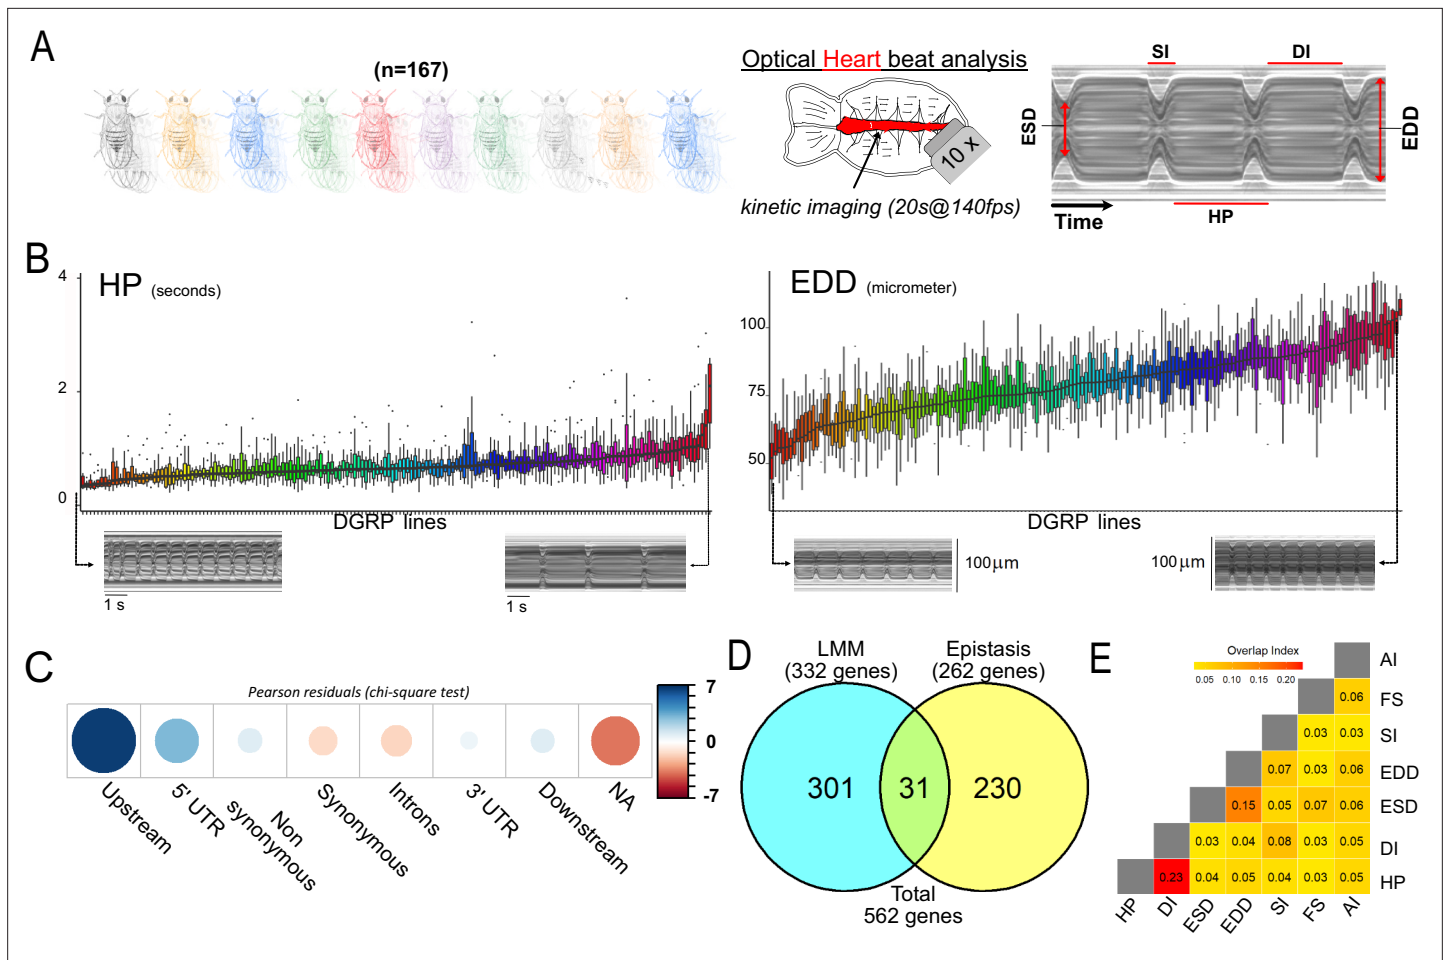 A
(n=167)
Optical Heart beat analysis
10 x
kinetic imaging (20s@140fps)
SI
DI
ESD
EDD
HP
Time
B
HP (seconds)
4
2
0
DGRP lines
1 s
1 s
EDD (micrometer)
100
75
50
DGRP lines
100µm
100µm
C
Pearson residuals (chi-square test)
7
0
-7
Upstream
5' UTR
Non
synonymous
Synonymous
Introns
3' UTR
Downstream
NA
D
LMM
(332 genes)
Epistasis
(262 genes)
301
31
230
Total
562 genes
E
Overlap Index
0.05 0.10 0.15 0.20
AI
0.06 FS
0.03 0.03 SI
0.07 0.03 0.06 EDD
0.15 0.05 0.07 0.06 ESD
0.03 0.04 0.08 0.03 0.05 DI
0.23 0.04 0.05 0.04 0.03 0.05 HP
HP DI ESD EDD SI FS AI